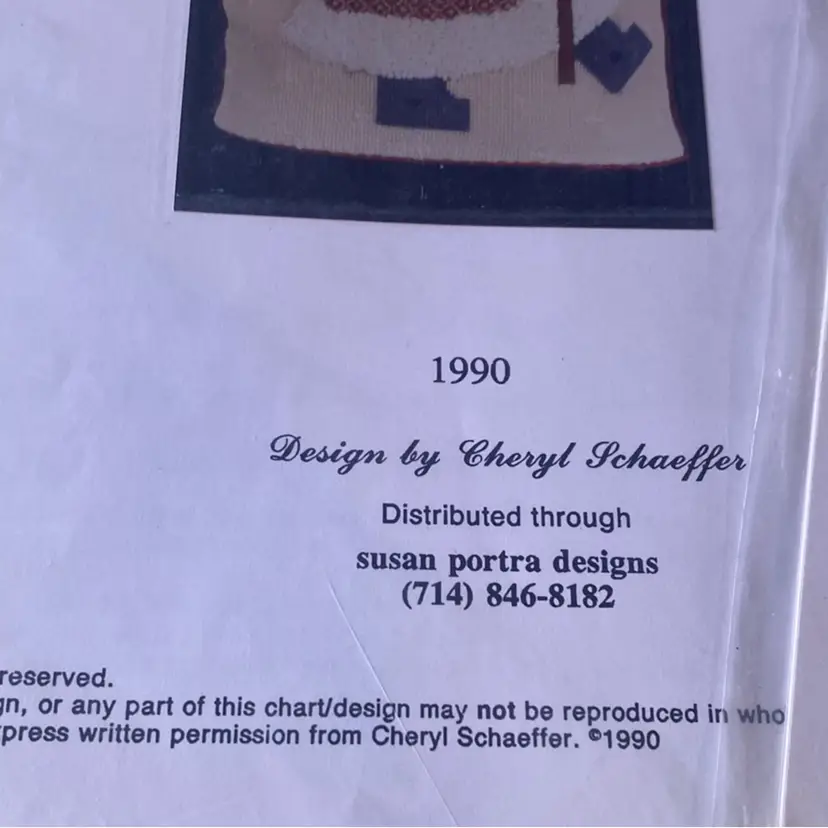 1990
Design by Cheryl Schaeffer
Distributed through
susan portra designs
(714) 846-8182
reserved.
gn, or any part of this chart/design may not be reproduced in who
press written permission from Cheryl Schaeffer. ©1990